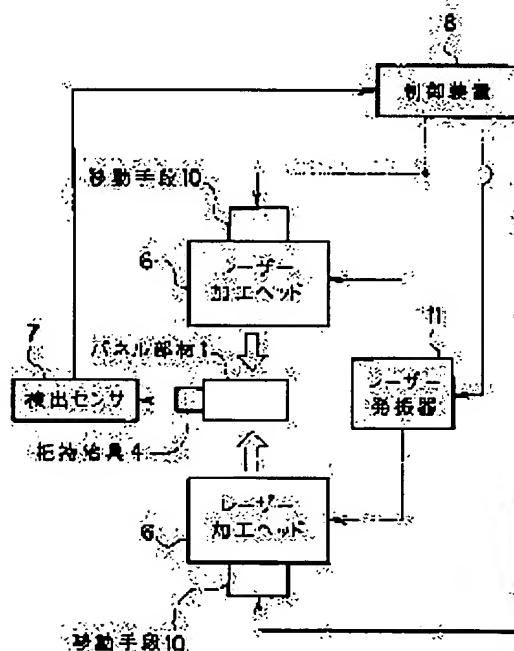 8
制御装置
移動手段10
6
レーザー
加工ヘッド
パネル部材1
7
検出センサ
11
レーザー
発振器
把持治具4
6
レーザー
加工ヘッド
移動手段10